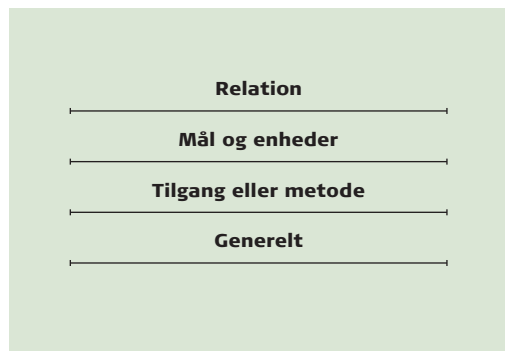 Relation
Mål og enheder
Tilgang eller metode
Generelt